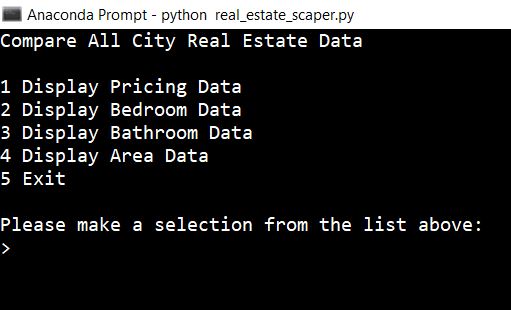 Anaconda Prompt - python  real_estate_scaper.py
Compare All City Real Estate Data
1 Display Pricing Data
2 Display Bedroom Data
3 Display Bathroom Data
4 Display Area Data
5 Exit
Please make a selection from the list above:
>